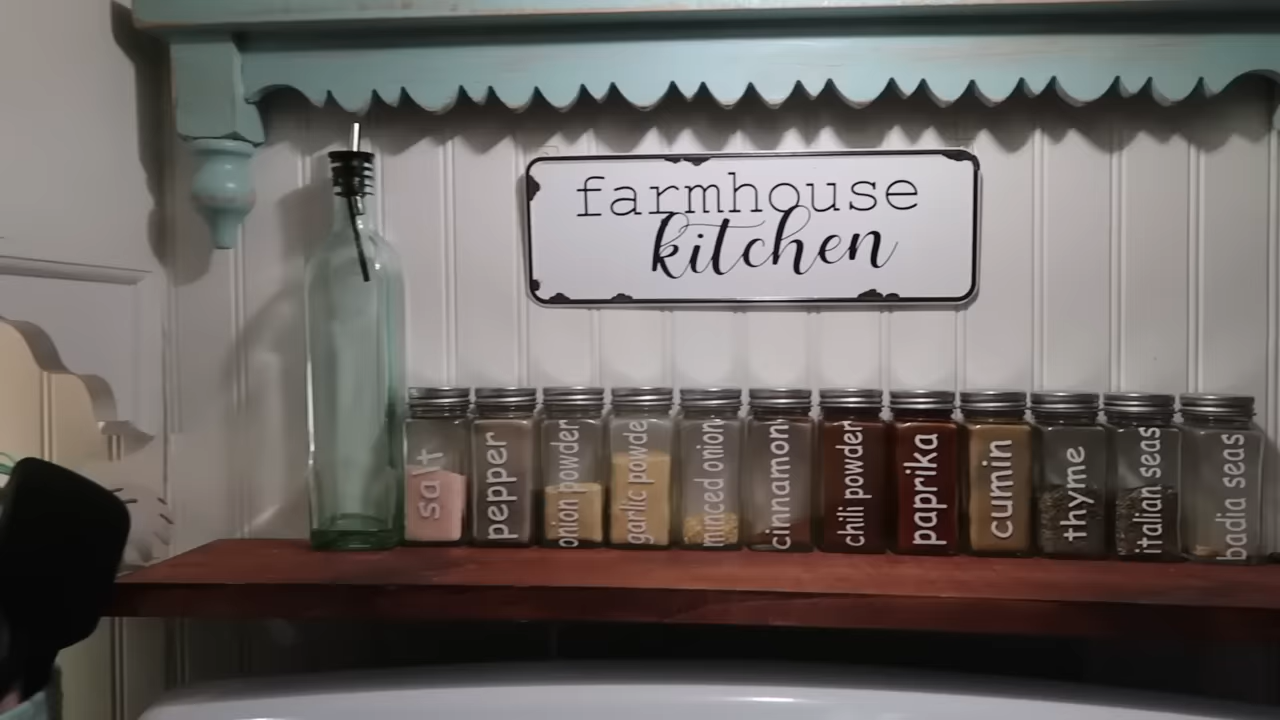 farmhouse
kitchen
salt
pepper
onion powder
garlic powde
minced onion
cinnamon
chili powder
paprika
cumin
thyme
italian seas
badia seas